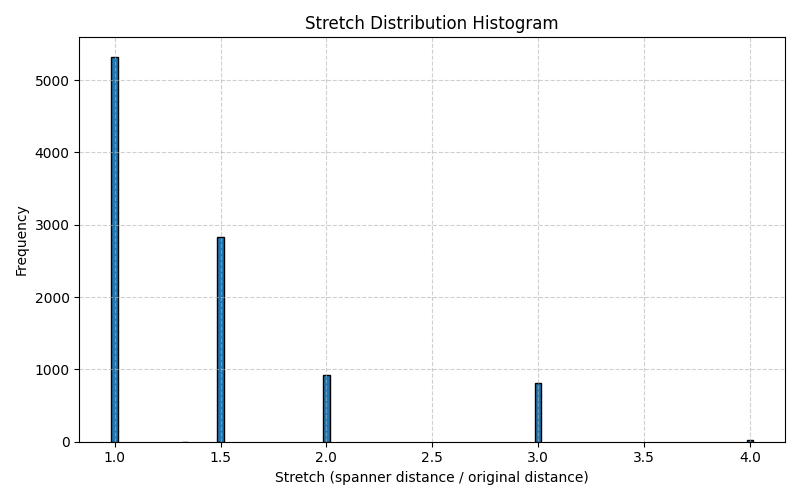 Stretch Distribution Histogram
Frequency
5000
4000
3000
2000
1000
0
1.0 1.5 2.0 2.5 3.0 3.5 4.0
Stretch (spanner distance / original distance)